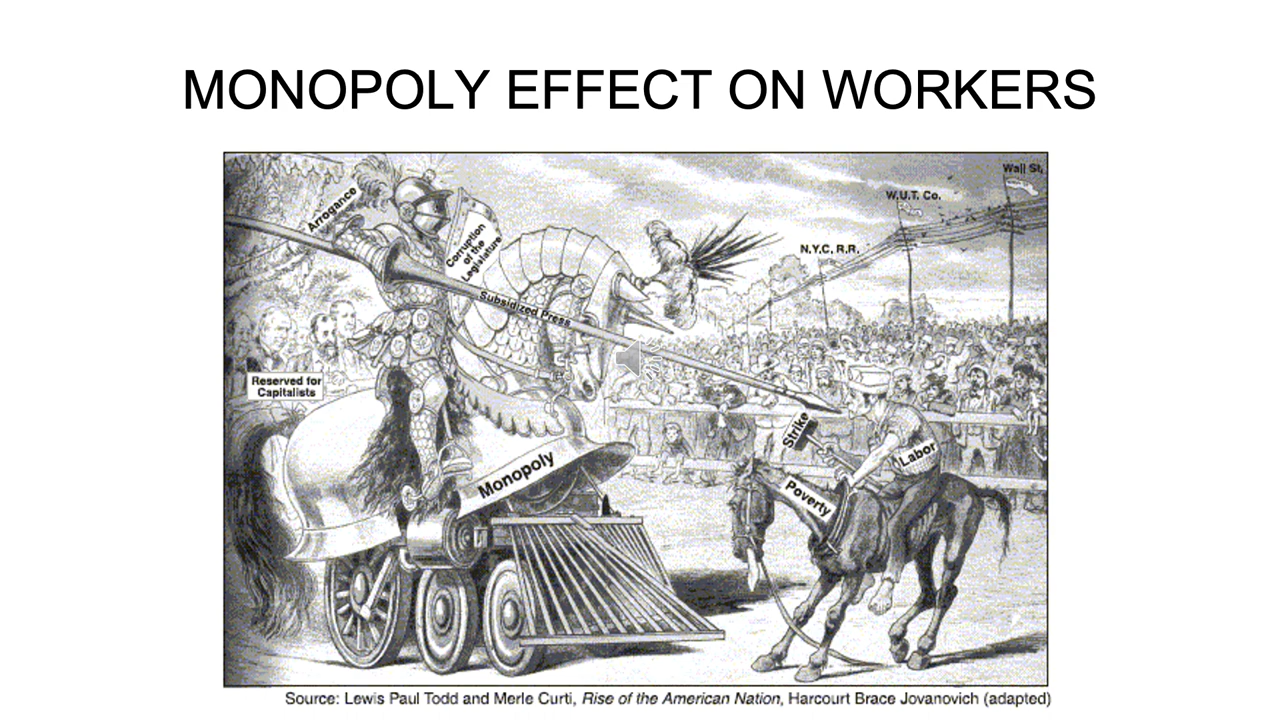 MONOPOLY EFFECT ON WORKERS
Wall St.
W.U.T. Co.
N.Y.C. R.R.
Arrogance
Corruption
of the
Legislature
Subsidized Press
Reserved for
Capitalists
Strike
Labor
Monopoly
Poverty
Source: Lewis Paul Todd and Merle Curti, Rise of the American Nation, Harcourt Brace Jovanovich (adapted)